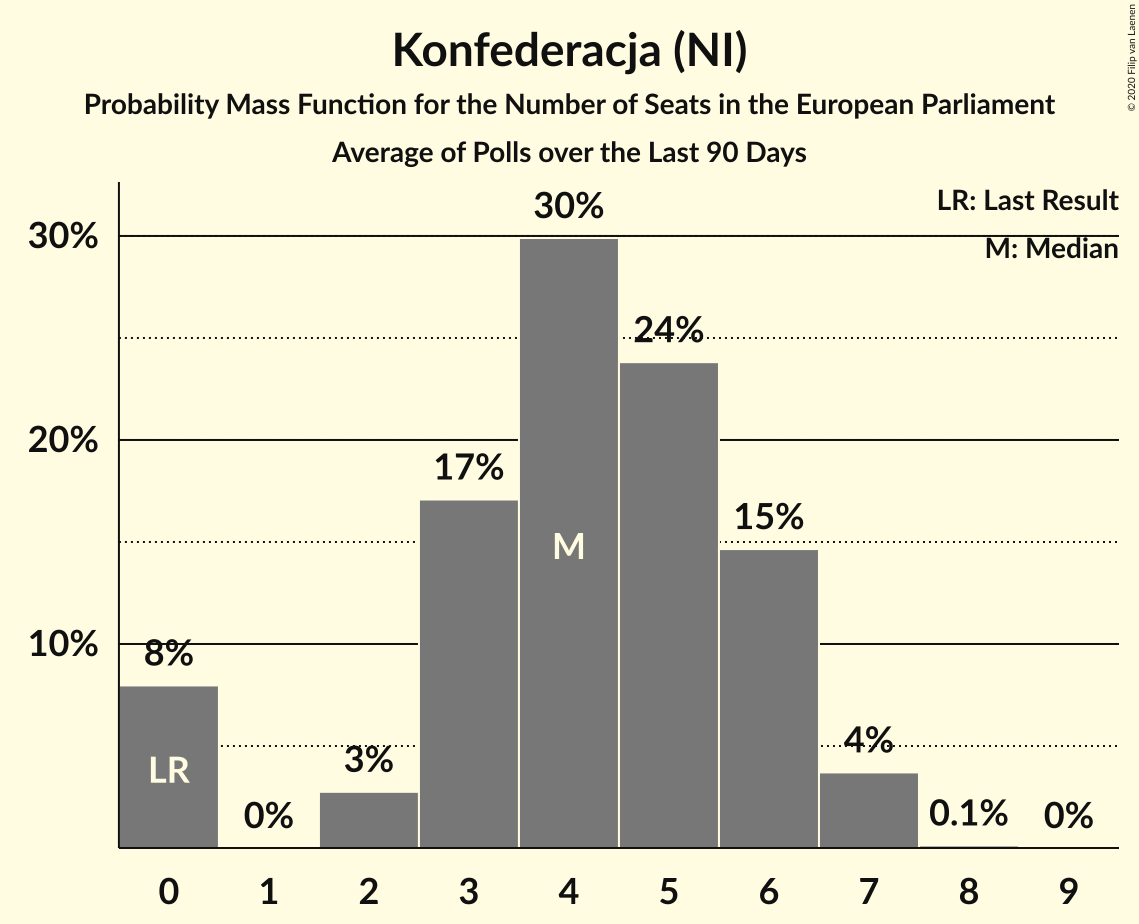 Konfederacja (NI)
Probability Mass Function for the Number of Seats in the European Parliament
Average of Polls over the Last 90 Days
© 2020 Filip van Laenen
LR: Last Result
M: Median
30%
20%
10%
8%
0%
3%
17%
30%
24%
15%
4%
0.1%
0%
LR
M
0 1 2 3 4 5 6 7 8 9